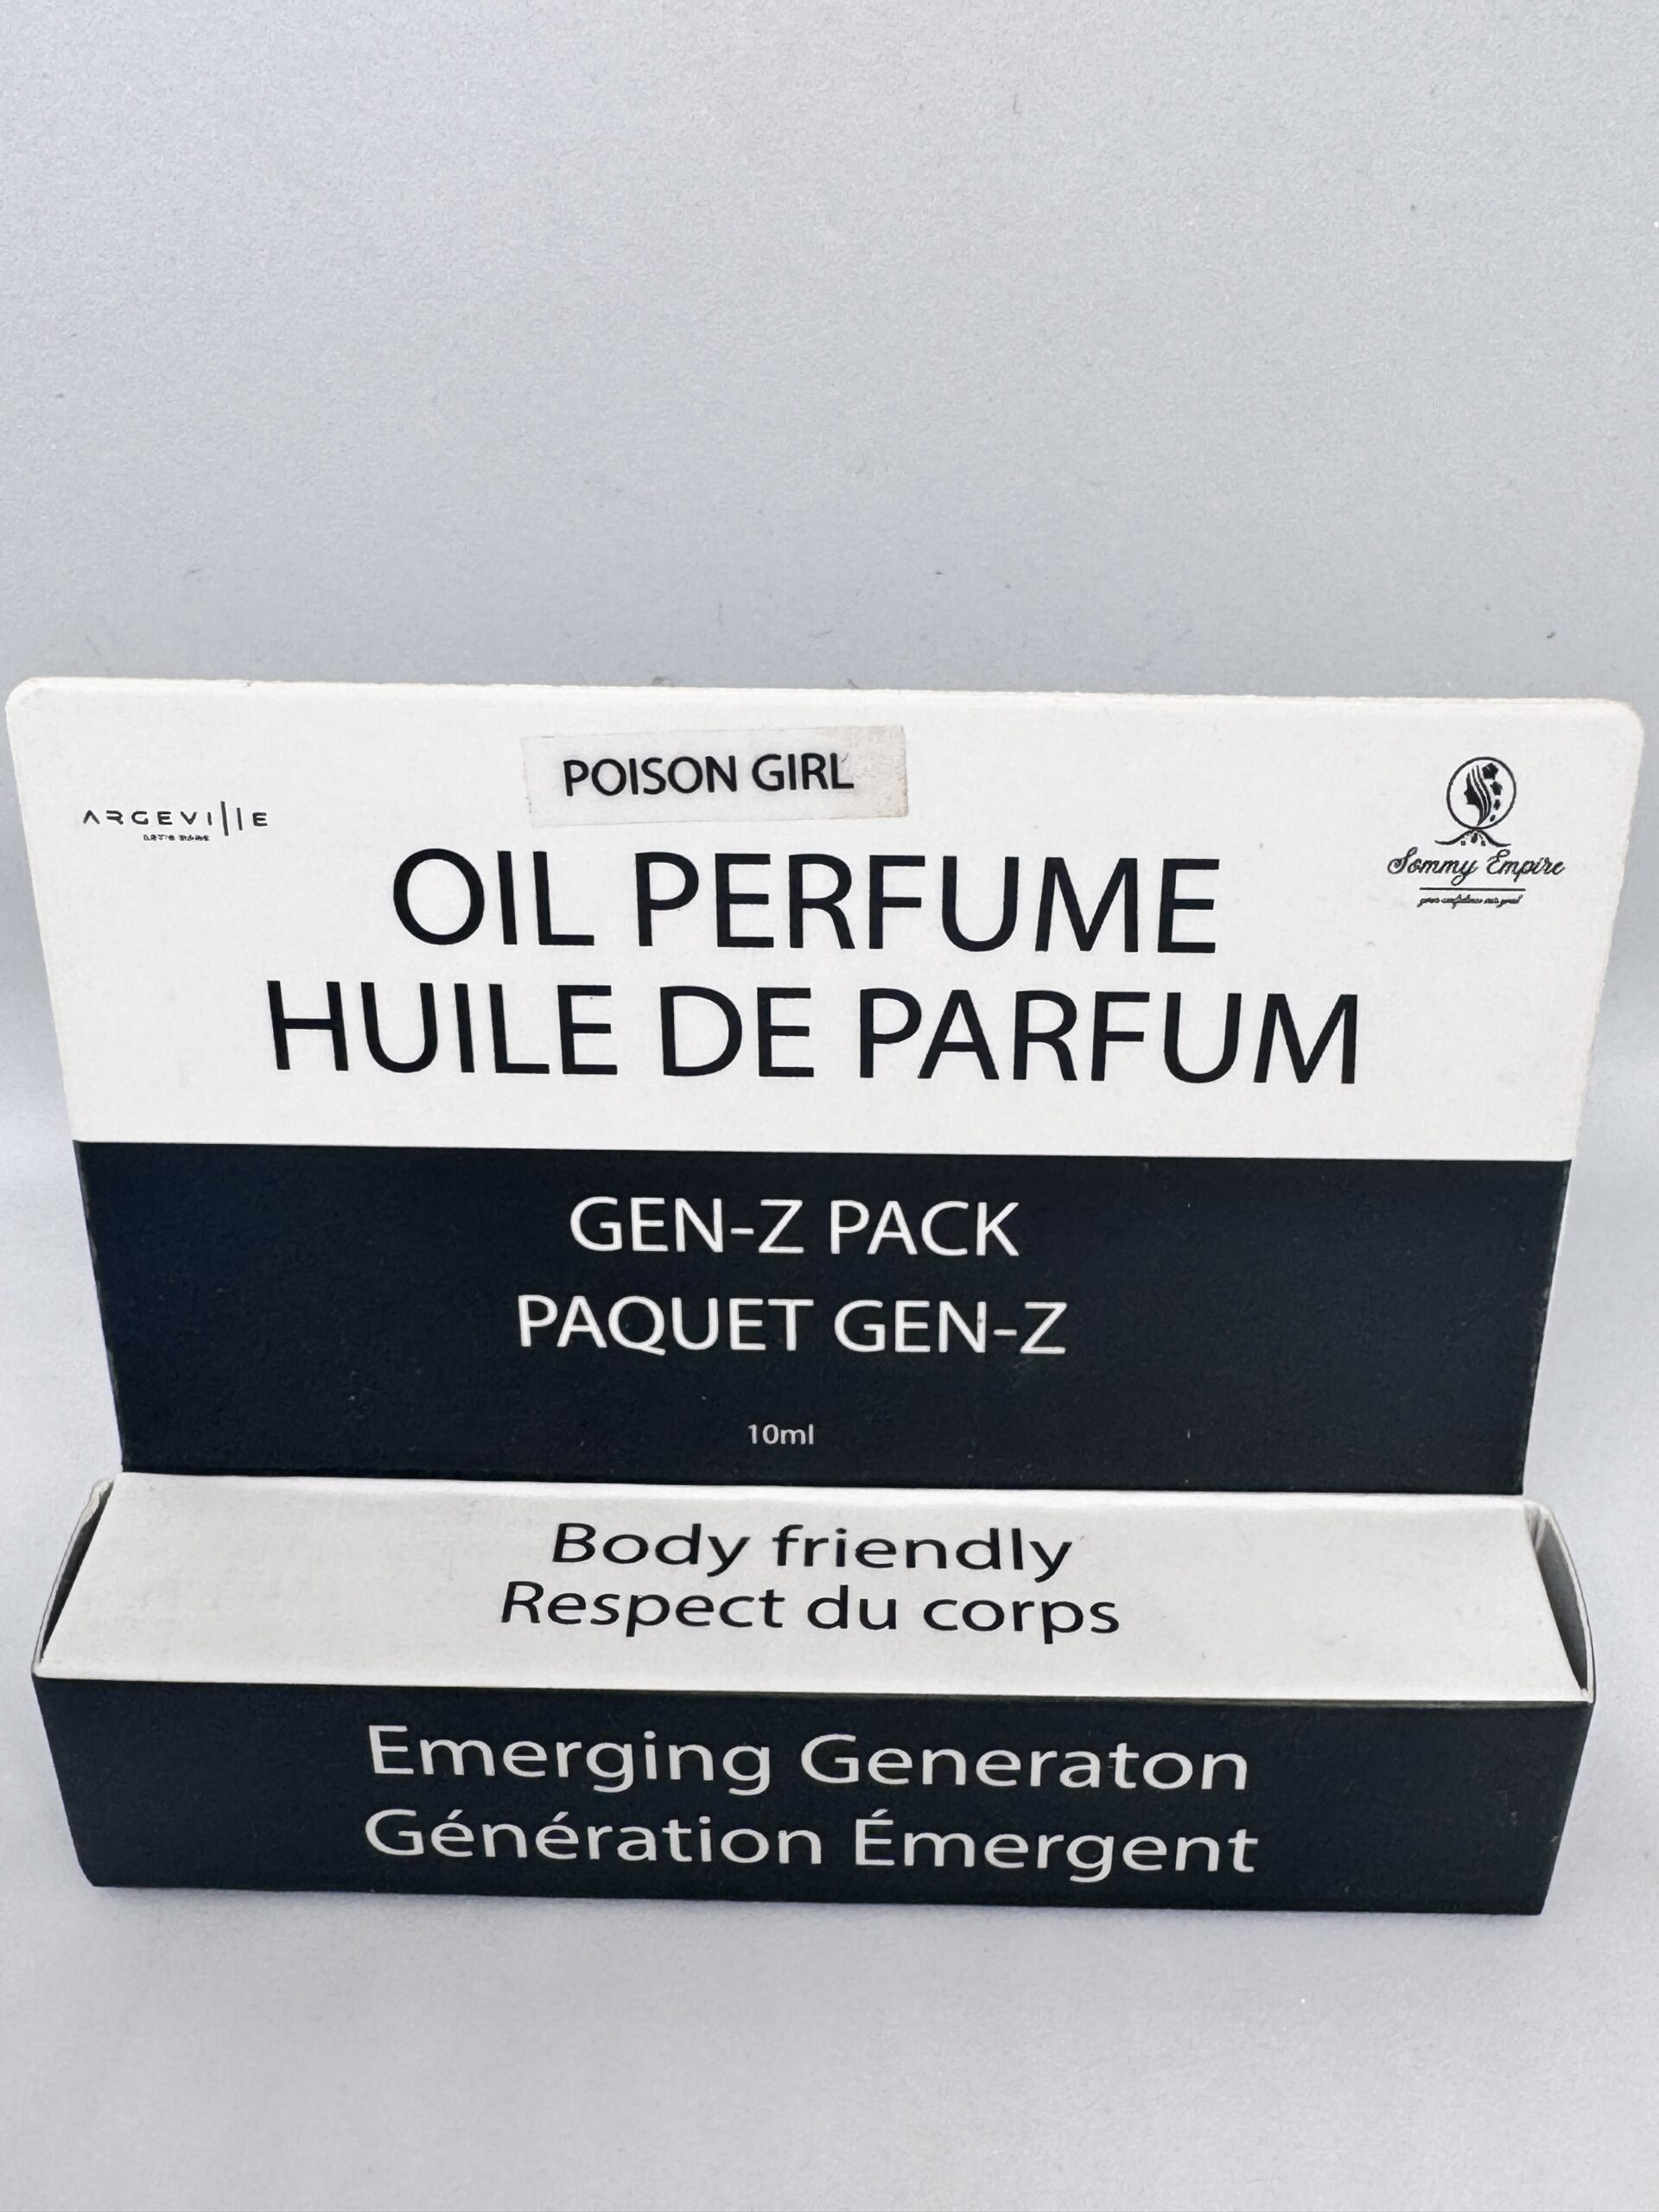 POISON GIRL
ARGEVILLE
Sommy Empire
OIL PERFUME
HUILE DE PARFUM
GEN-Z PACK
PAQUET GEN-Z
10ml
Body friendly
Respect du corps
Emerging Generaton
Génération Émergent